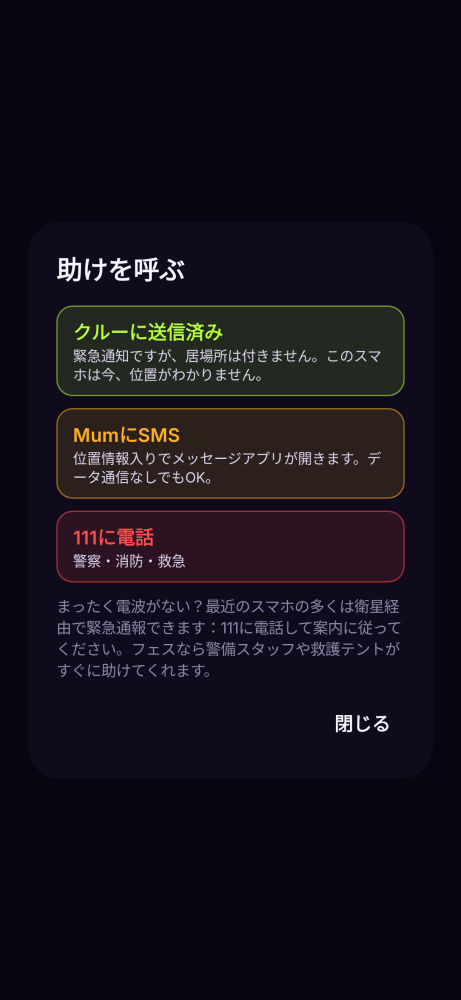 助けを呼ぶ
クルーに送信済み
緊急通知ですが、居場所は付きません。このスマ
ホは今、位置がわかりません。
MumにSMS
位置情報入りでメッセージアプリが開きます。デ
ータ通信なしでもOK。
111に電話
警察・消防・救急
まったく電波がない？最近のスマホの多くは衛星経
由で緊急通報できます：111に電話して案内に従って
ください。フェスなら警備スタッフや救護テントが
すぐに助けてくれます。
閉じる